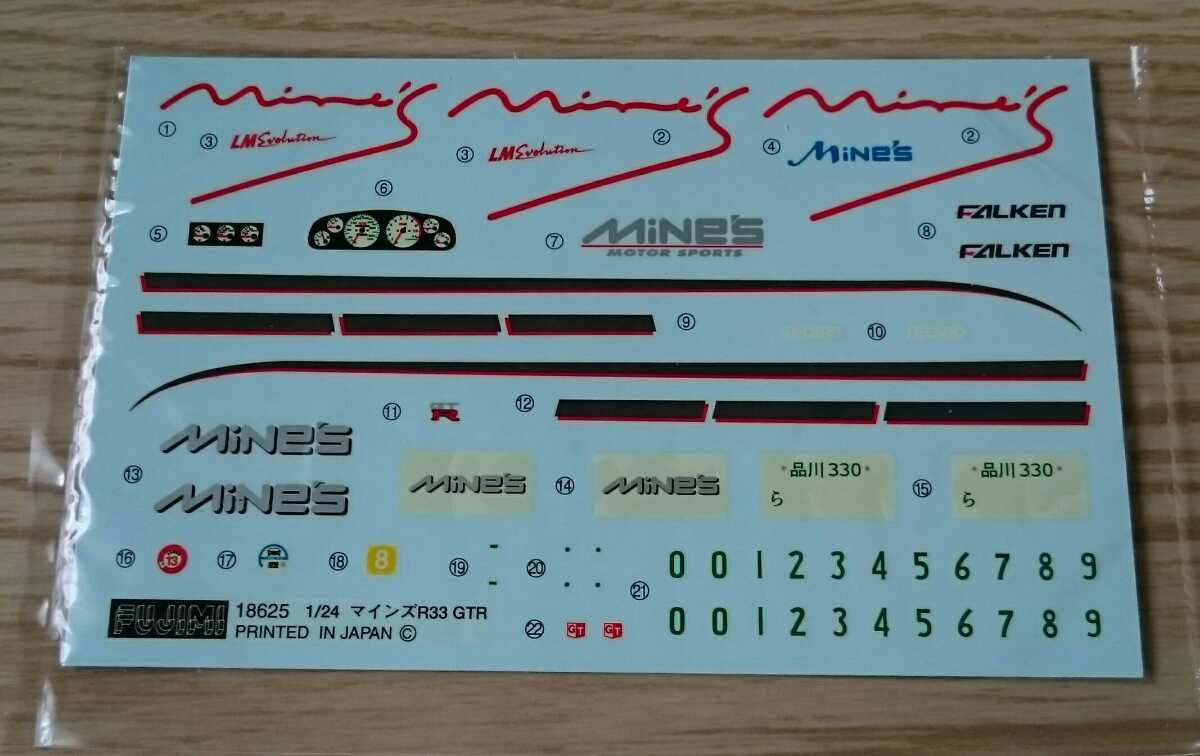 Mine's Mine's Mine's
① ③ LM Evolution ③ LM Evolution ② ④ MiNe's ②
⑤ ⑥ ⑦ MiNe's
MOTOR SPORTS
⑧ FALKEN
FALKEN
⑨ ⑩ RECARO RECARO
⑪ GT
R
⑫
⑬ MiNe's
MiNe's
MiNe's ⑭ MiNe's
品川 330
ら
⑮
品川 330
ら
⑯ 13 ⑰ ⑱ 8 ⑲ ⑳ ㉑
0 0 1 2 3 4 5 6 7 8 9
0 0 1 2 3 4 5 6 7 8 9
㉒ GT GT
FUJIMI 18625 1/24 マインズR33 GTR
PRINTED IN JAPAN ©